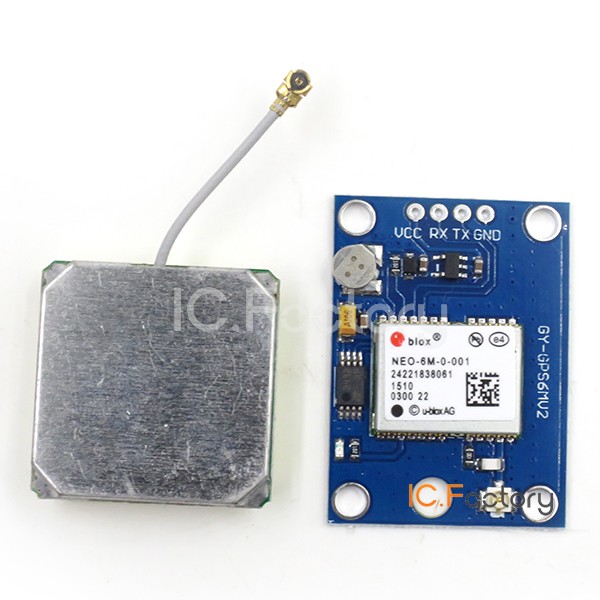 VCC RX TX GND
IC.Factory
blox®
e4
NEO-6M-0-001
24221838061
1510
0300 22
© u-blox AG
GY-GPS6MV2
IC.Factory